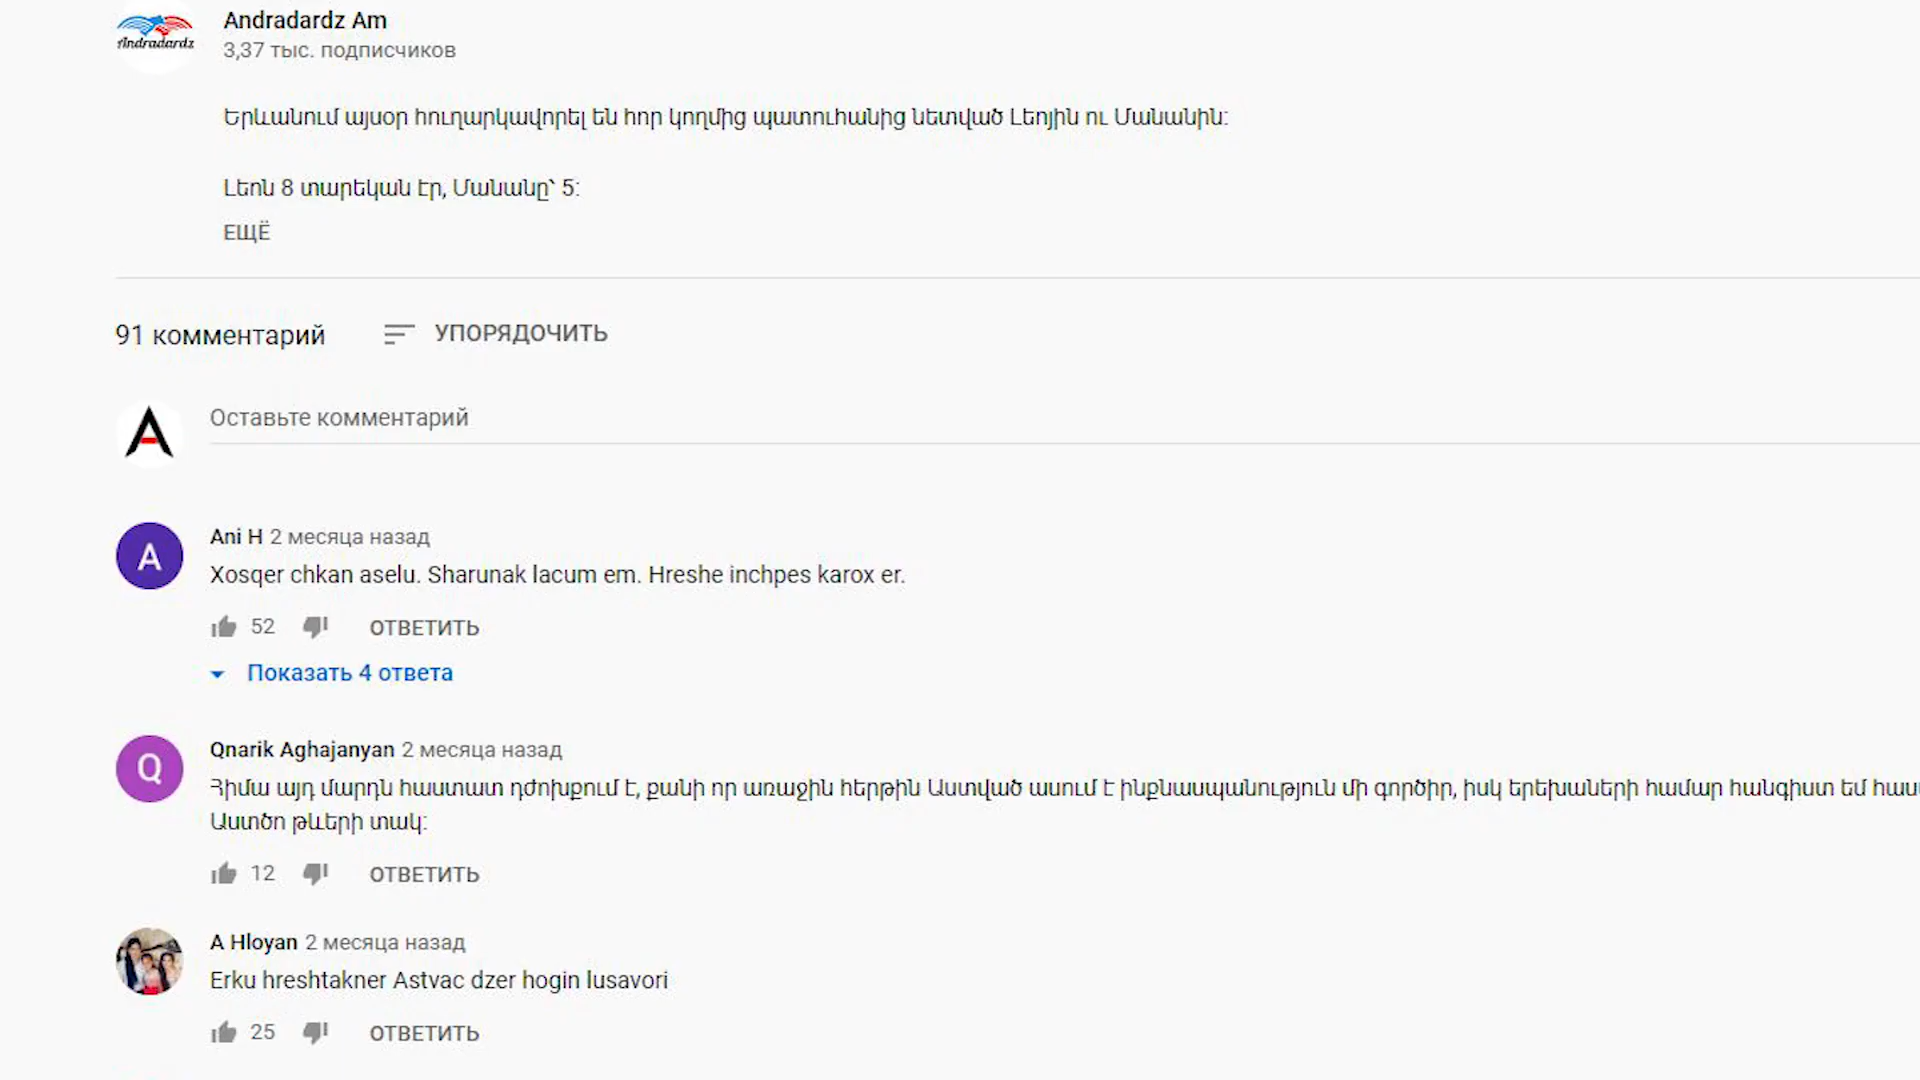 Andradardz
Andradardz Am
3,37 тыс. подписчиков
Երևանում այսօր հուղարկավորել են հոր կողմից պատուհանից նետված Լեոյին ու Մանանին:
Լեոն 8 տարեկան էր, Մանանը՝ 5:
ЕЩЁ
91 комментарий
УПОРЯДОЧИТЬ
A
Оставьте комментарий
A
Ani H 2 месяца назад
Xosqer chkan aselu. Sharunak lacum em. Hreshe inchpes karox er.
52
ОТВЕТИТЬ
Показать 4 ответа
Q
Qnarik Aghajanyan 2 месяца назад
Հիմա այդ մարդն հաստատ դժոխքում է, քանի որ առաջին հերթին Աստված ասում է ինքնասպանություն մի գործիր, իսկ երեխաների համար հանգիստ եմ
Աստծո թևերի տակ:
12
ОТВЕТИТЬ
A Hloyan 2 месяца назад
Erku hreshtakner Astvac dzer hogin lusavori
25
ОТВЕТИТЬ